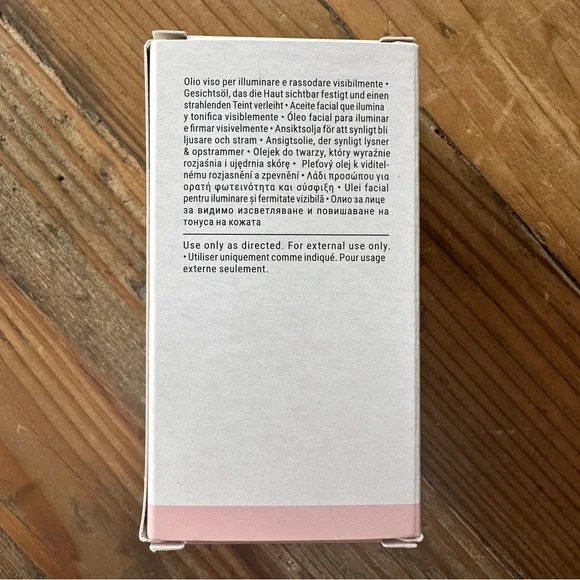 Olio viso per illuminare e rassodare visibilmente •
Gesichtsöl, das die Haut sichtbar festigt und einen
strahlenden Teint verleiht • Aceite facial que ilumina
y tonifica visiblemente • Óleo facial para iluminar
e firmar visivelmente • Ansiktsolja för att synligt bli
ljusare och stram • Ansigtsolie, der synligt lysner
& opstrammer • Olejek do twarzy, który wyraźnie
rozjaśnia i ujędrnia skórę • Pleťový olej k viditel-
nému rozjasnění a zpevnění • Λάδι προσώπου για
ορατή φωτεινότητα και σύσφιξη • Ulei facial
pentru iluminare și fermitate vizibilă • Олио за лице
за видимо изсветляване и повишаване на
тонуса на кожата
Use only as directed. For external use only.
• Utiliser uniquement comme indiqué. Pour usage
externe seulement.